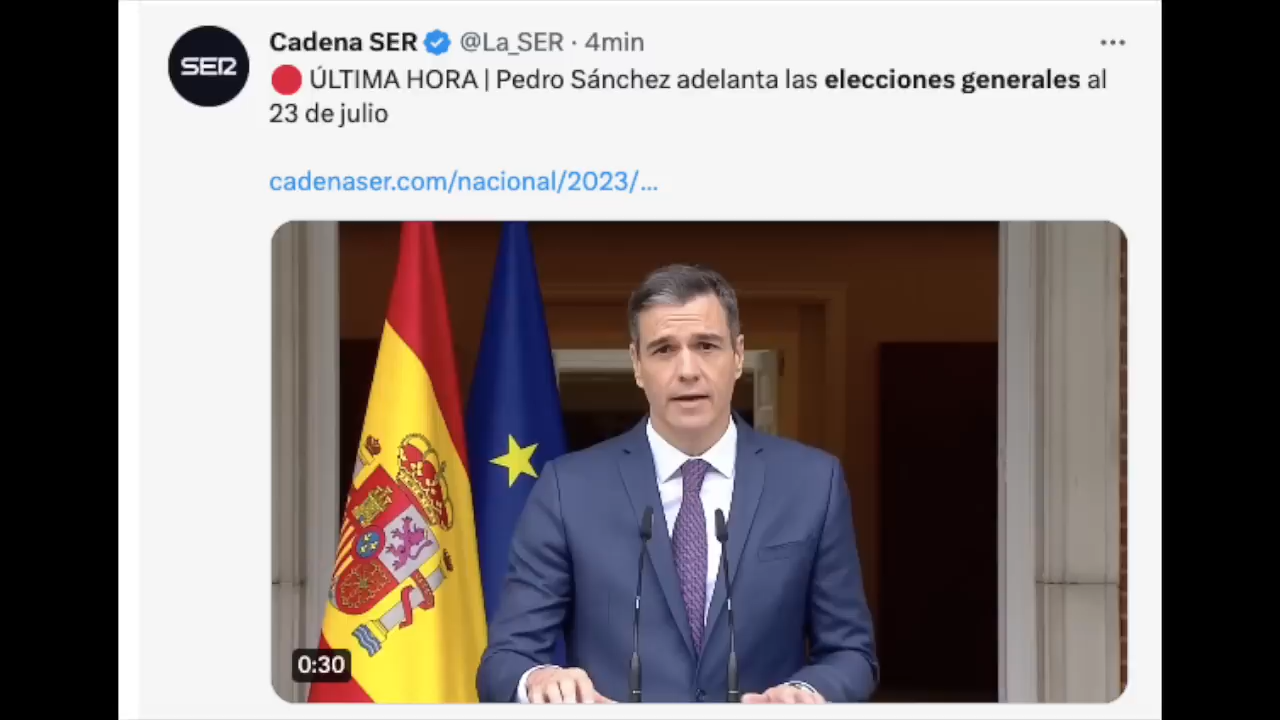 SER
Cadena SER @La_SER · 4min
ÚLTIMA HORA | Pedro Sánchez adelanta las elecciones generales al
23 de julio
cadenaser.com/nacional/2023/...
0:30